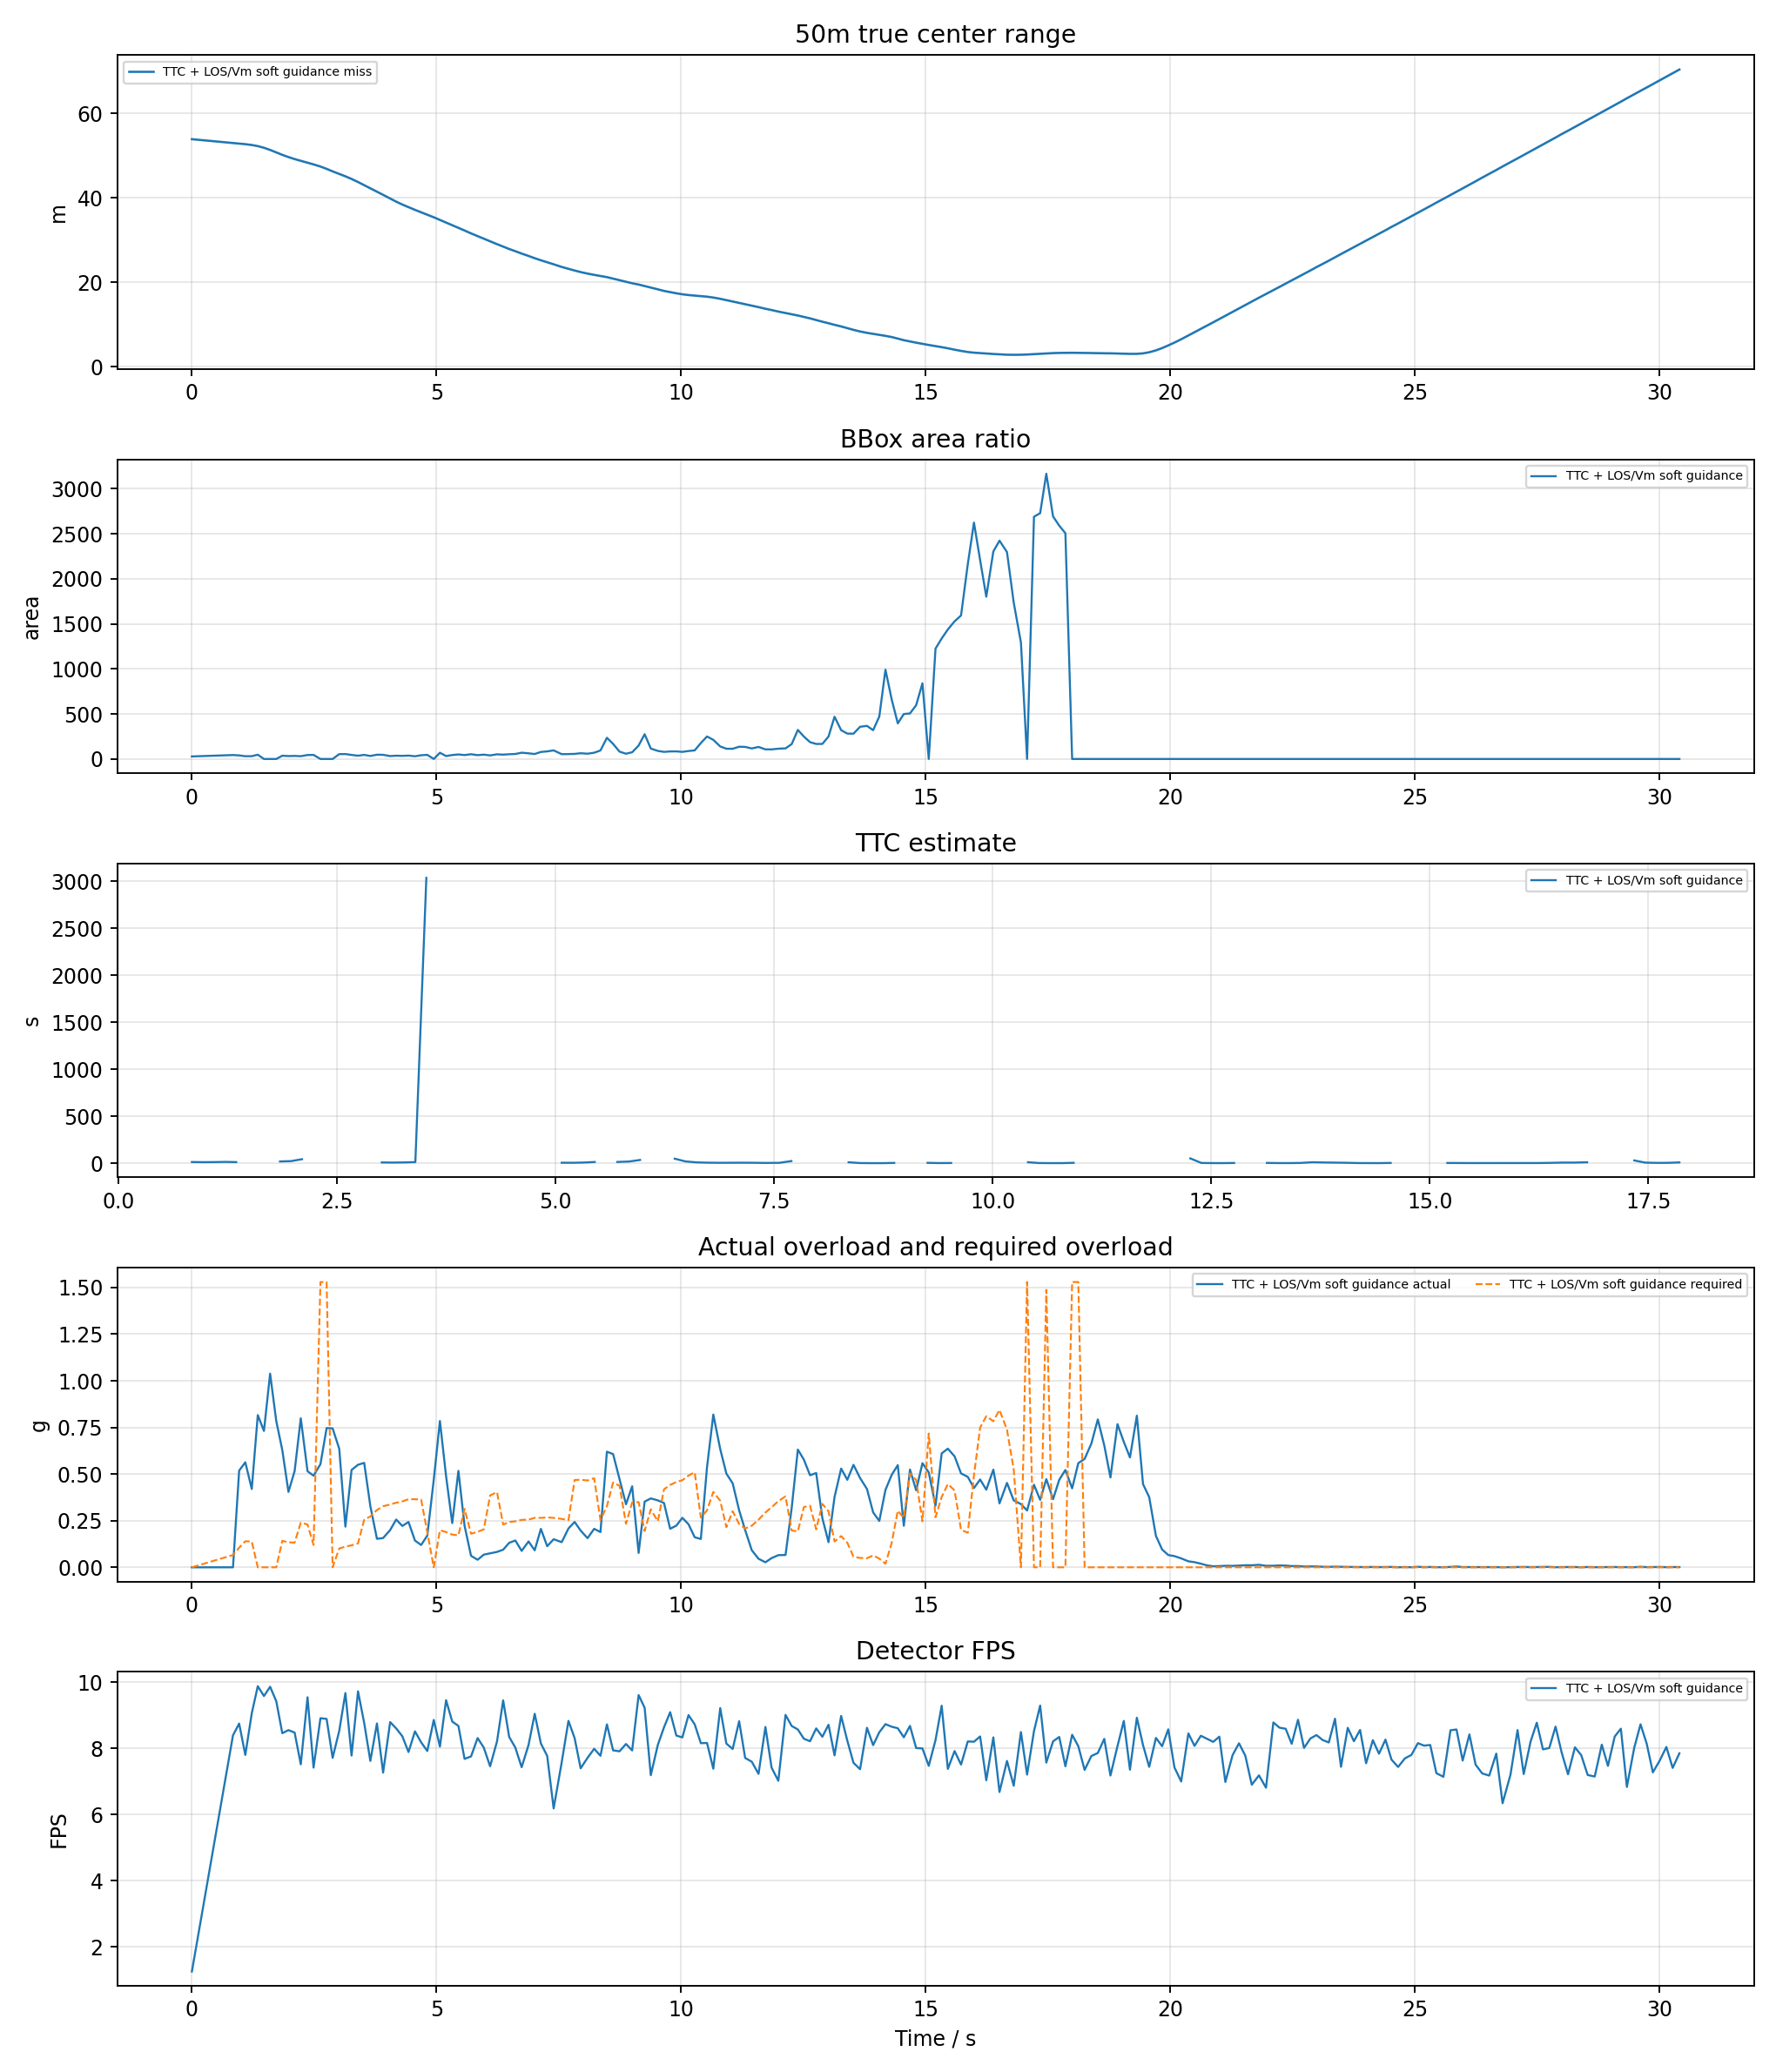 50m true center range
TTC + LOS/Vm soft guidance miss
m
60
40
20
0
0 5 10 15 20 25 30
BBox area ratio
TTC + LOS/Vm soft guidance
area
3000
2500
2000
1500
1000
500
0
0 5 10 15 20 25 30
TTC estimate
TTC + LOS/Vm soft guidance
s
3000
2500
2000
1500
1000
500
0
0.0 2.5 5.0 7.5 10.0 12.5 15.0 17.5
Actual overload and required overload
TTC + LOS/Vm soft guidance actual TTC + LOS/Vm soft guidance required
g
1.50
1.25
1.00
0.75
0.50
0.25
0.00
0 5 10 15 20 25 30
Detector FPS
TTC + LOS/Vm soft guidance
FPS
10
8
6
4
2
0 5 10 15 20 25 30
Time / s